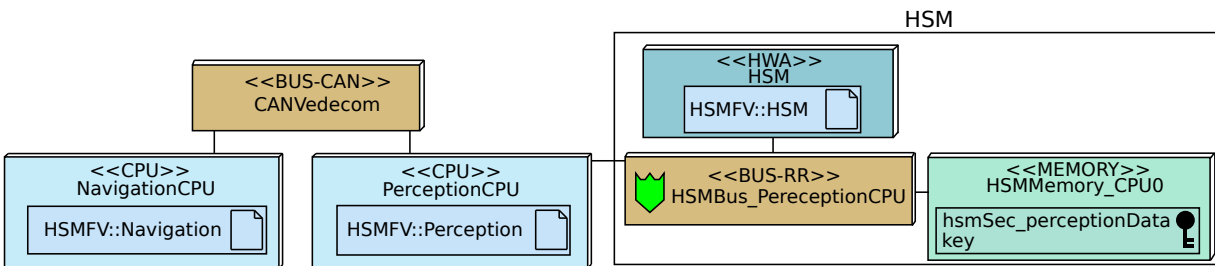 HSM
<<BUS-CAN>>
CANVedecom
<<HWA>>
HSM
HSMFV::HSM
<<CPU>>
NavigationCPU
HSMFV::Navigation
<<CPU>>
PerceptionCPU
HSMFV::Perception
<<BUS-RR>>
HSMBus_PereceptionCPU
<<MEMORY>>
HSMMemory_CPU0
hsmSec_perceptionData
key